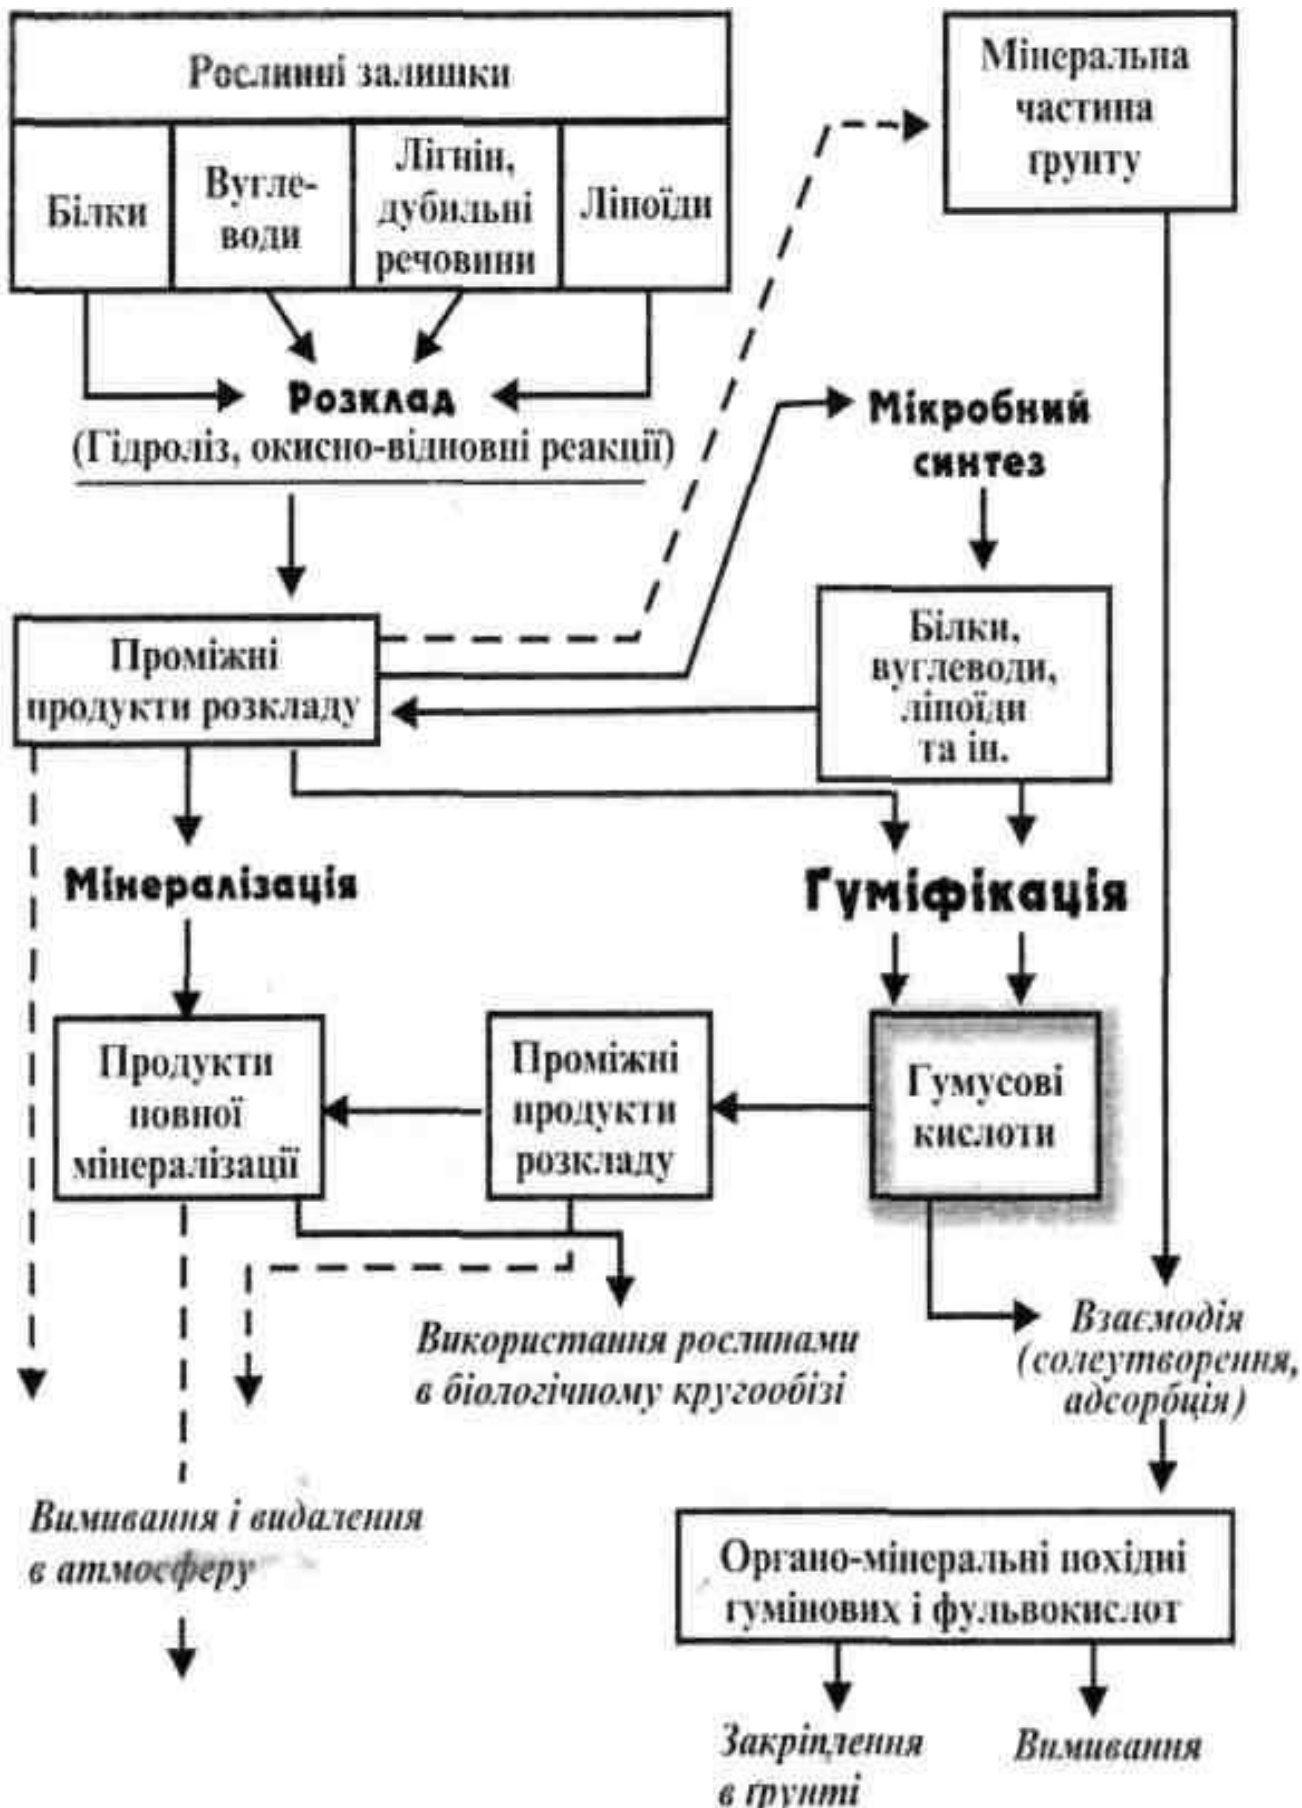 Рослинні залишки
Білки
Вугле-
води
Лігнін,
дубильні
речовини
Ліпоїди
Мінеральна
частина
ґрунту
Розклад
(Гідроліз, окисно-відновні реакції)
Мікробний
синтез
Проміжні
продукти розкладу
Білки,
вуглеводи,
ліпоїди
та ін.
Мінералізація
Ґуміфікація
Продукти
повної
мінералізації
Проміжні
продукти
розкладу
Гумусові
кислоти
Використання рослинами
в біологічному кругообізі
Взаємодія
(солеутворення,
адсорбція)
Вимивання і видалення
в атмосферу
Органо-мінеральні похідні
гумінових і фульвокислот
Закріплення
в ґрунті
Вимивання